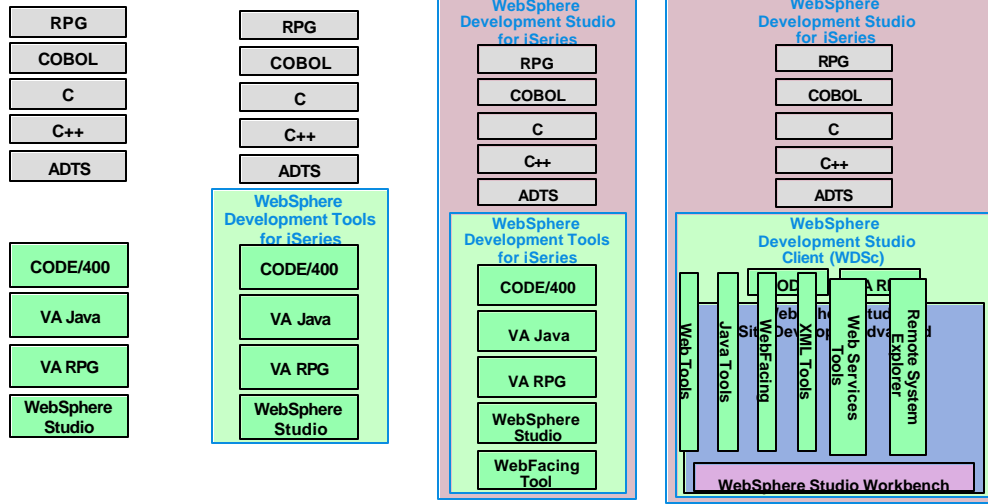 RPG
COBOL
C
C++
ADTS
CODE/400
VA Java
VA RPG
WebSphere
Studio
RPG
COBOL
C
C++
ADTS
WebSphere
Development Tools
for iSeries
CODE/400
VA Java
VA RPG
WebSphere
Studio
WebSphere
Development Studio
for iSeries
RPG
COBOL
C
C++
ADTS
WebSphere
Development Tools
for iSeries
CODE/400
VA Java
VA RPG
WebSphere
Studio
WebFacing
Tool
WebSphere
Development Studio
for iSeries
RPG
COBOL
C
C++
ADTS
WebSphere
Development Studio
Client (WDSc)
Web Tools
Java Tools
WebFacing
XML Tools
Web Services
Tools
Remote System
Explorer
WebSphere Studio Workbench